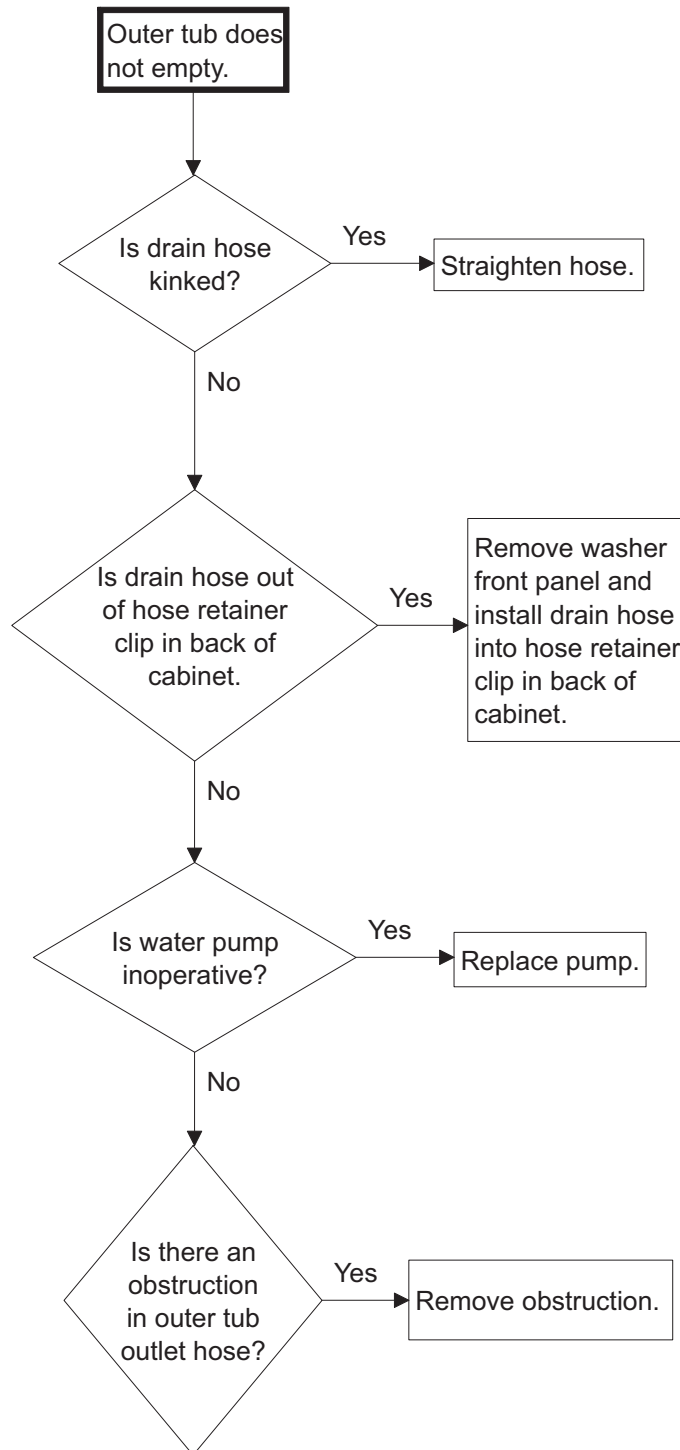 Outer tub does
not empty.
Is drain hose
kinked?
Yes
Straighten hose.
No
Is drain hose out
of hose retainer
clip in back of
cabinet.
Yes
Remove washer
front panel and
install drain hose
into hose retainer
clip in back of
cabinet.
No
Is water pump
inoperative?
Yes
Replace pump.
No
Is there an
obstruction
in outer tub
outlet hose?
Yes
Remove obstruction.